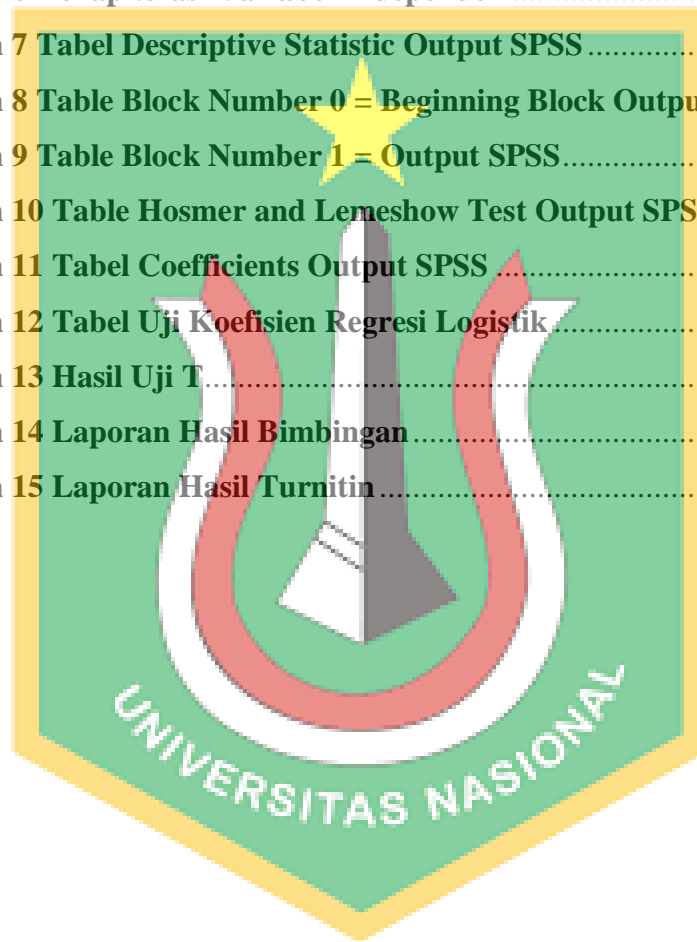 7 Tabel Descriptive Statistic Output SPSS
8 Table Block Number 0 = Beginning Block
9 Table Block Number 1 = Output SPSS
10 Table Hosmer and Lemeshow Test Output
11 Tabel Coefficients Output SPSS
12 Tabel Uji Koefisien Regresi Logistik
13 Hasil Uji T
14 Laporan Hasil Bimbingan
15 Laporan Hasil Turnitin
UNIVERSITAS NASIONAL